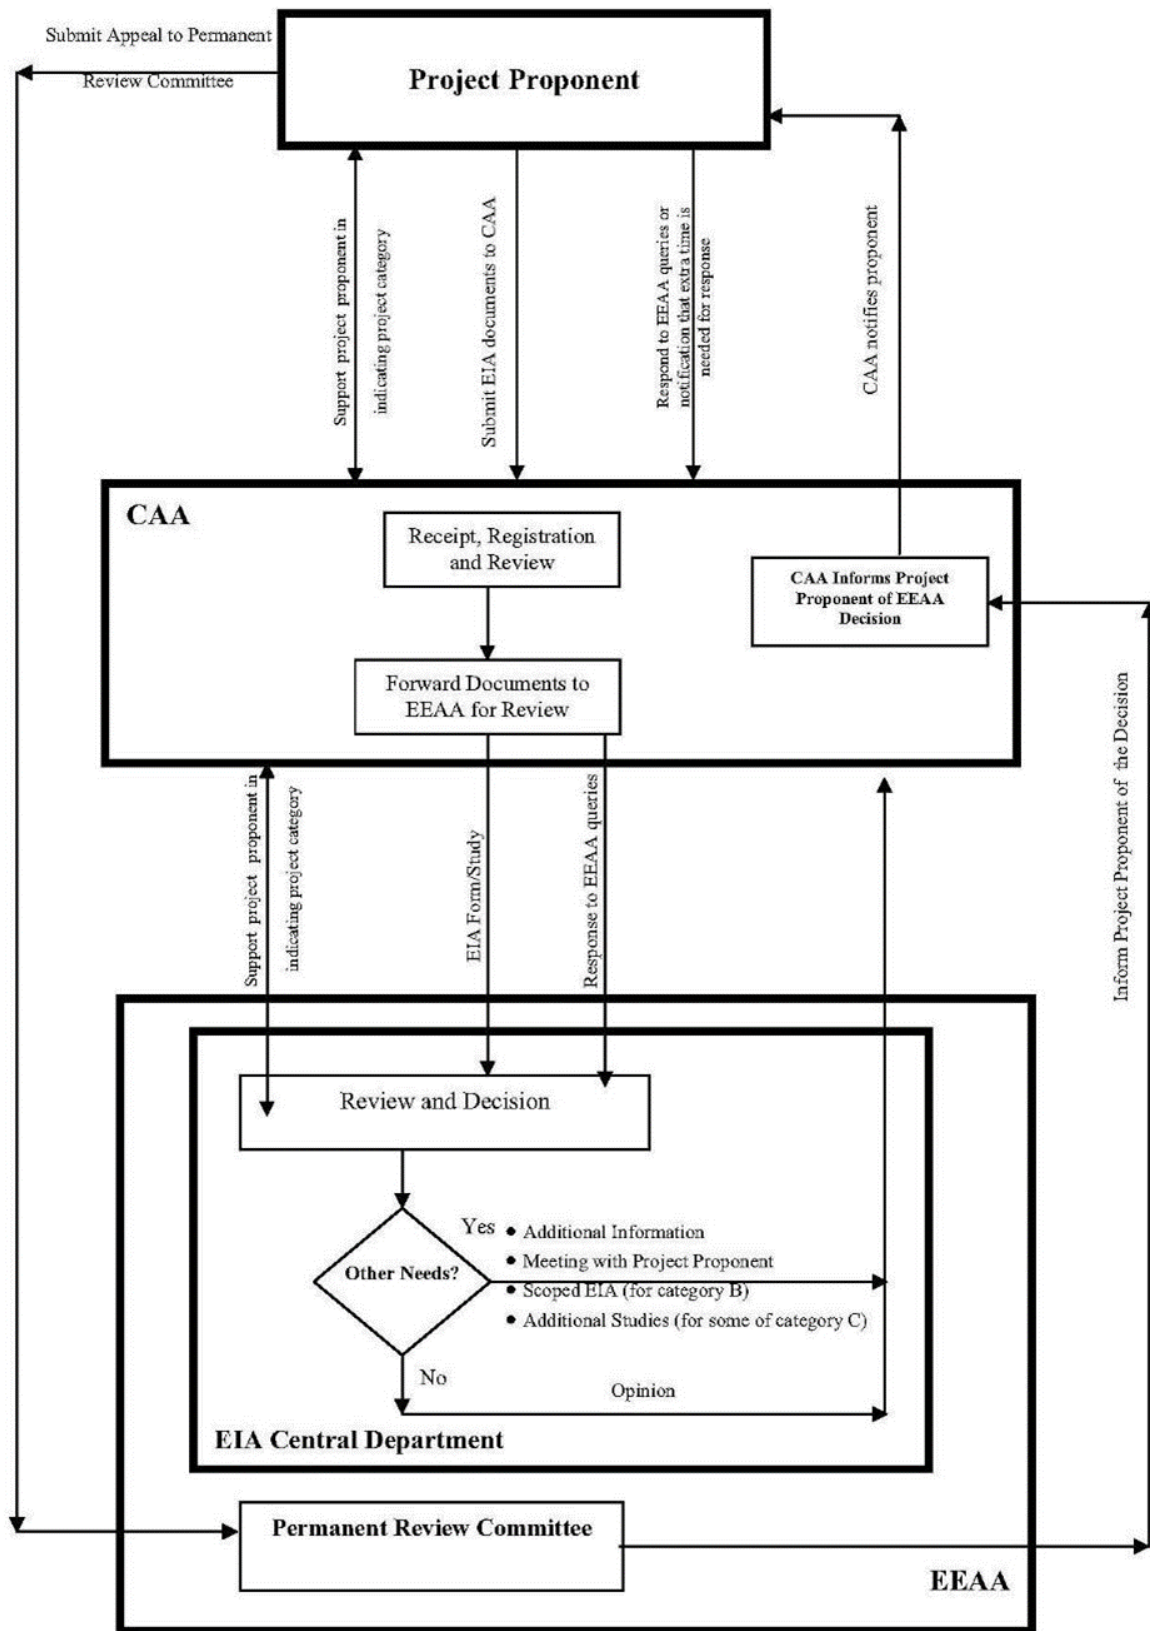 Submit Appeal to Permanent
Review Committee
Project Proponent
Support project proponent in
indicating project category
Submit EIA documents to CAA
Respond to EEAA queries or
notification that extra time is
needed for response
CAA notifies proponent
CAA
Receipt, Registration
and Review
CAA Informs Project
Proponent of EEAA
Decision
Forward Documents to
EEAA for Review
Support project proponent in
indicating project category
EIA Form/Study
Response to EEAA queries
Inform Project Proponent of the Decision
Review and Decision
Other Needs?
Yes
• Additional Information
• Meeting with Project Proponent
• Scoped EIA (for category B)
• Additional Studies (for some of category C)
No
Opinion
EIA Central Department
Permanent Review Committee
EEAA